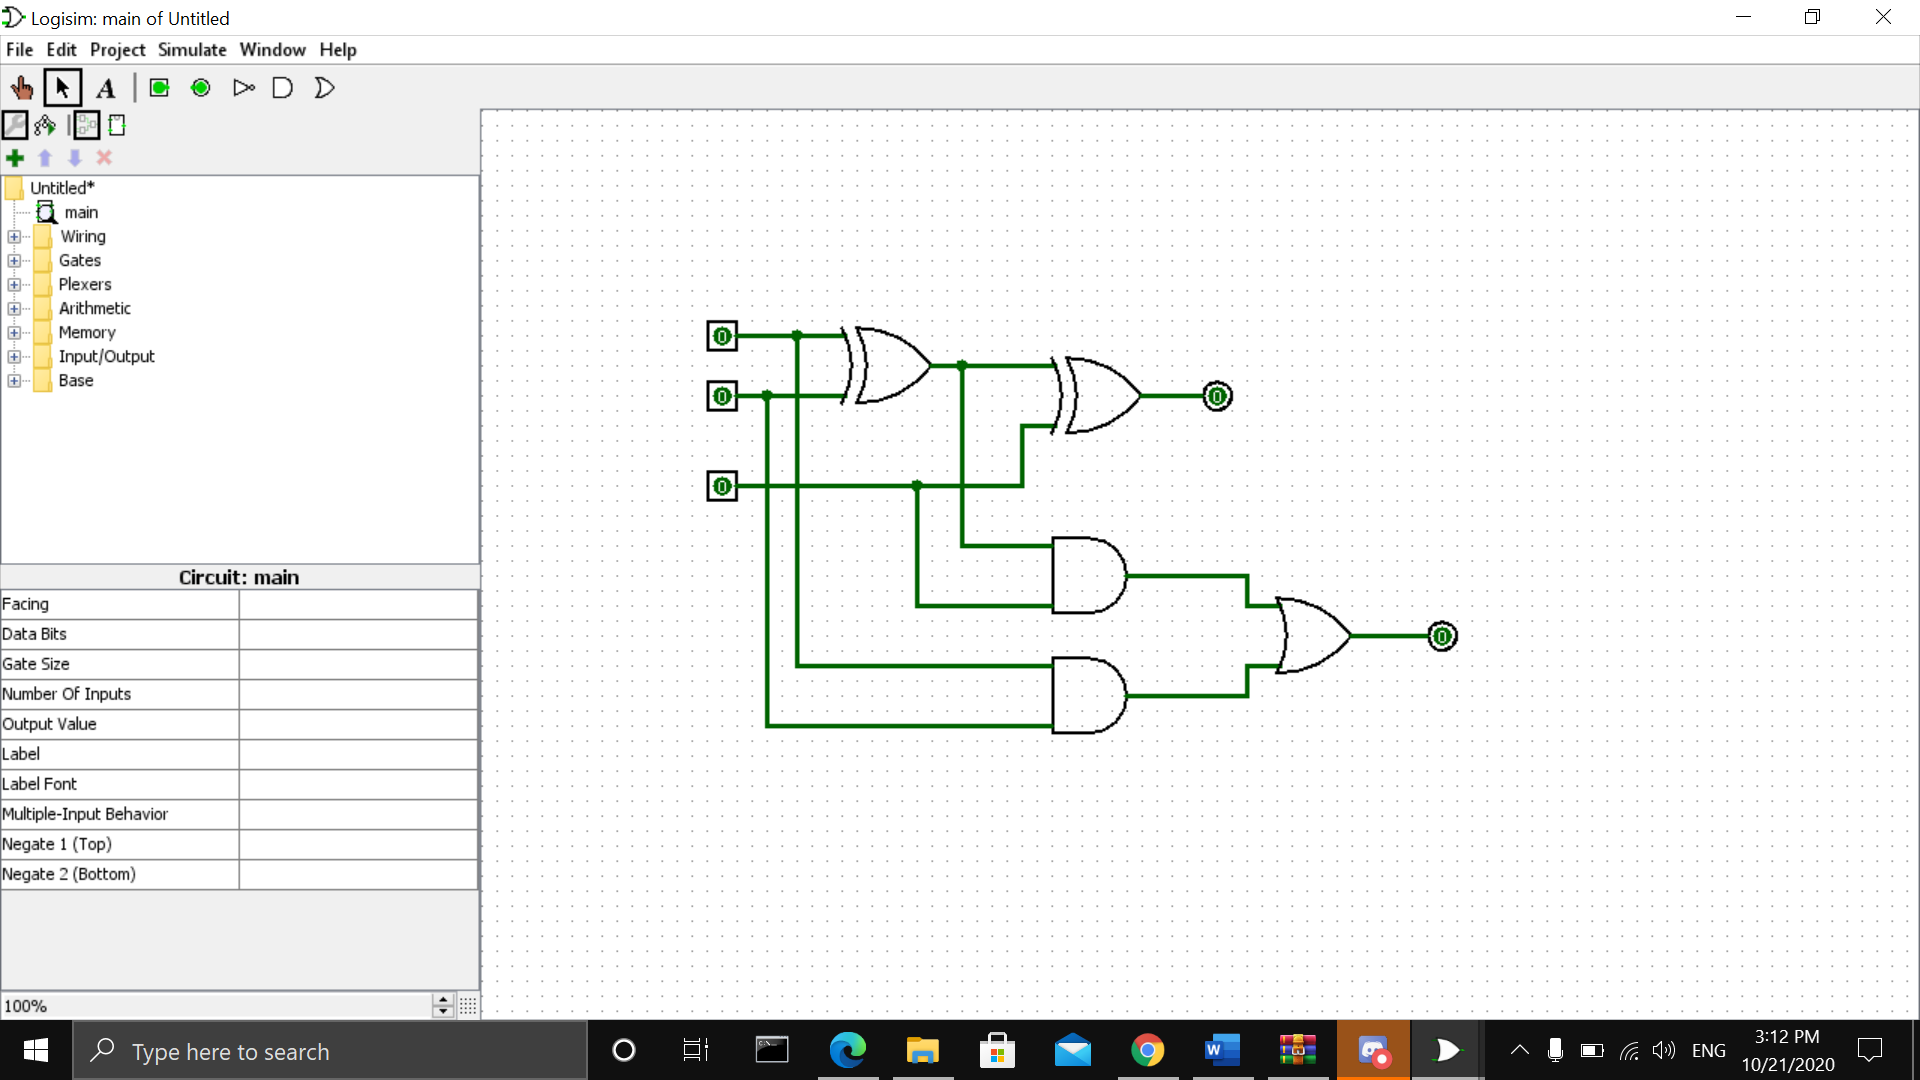 Logisim: main of Untitled
File Edit Project Simulate Window Help
A
Untitled*
main
Wiring
Gates
Plexers
Arithmetic
Memory
Input/Output
Base
0
0
0
0
0
Circuit: main
Facing
Data Bits
Gate Size
Number Of Inputs
Output Value
Label
Label Font
Multiple-Input Behavior
Negate 1 (Top)
Negate 2 (Bottom)
100%
Type here to search
W
ENG
3:12 PM
10/21/2020